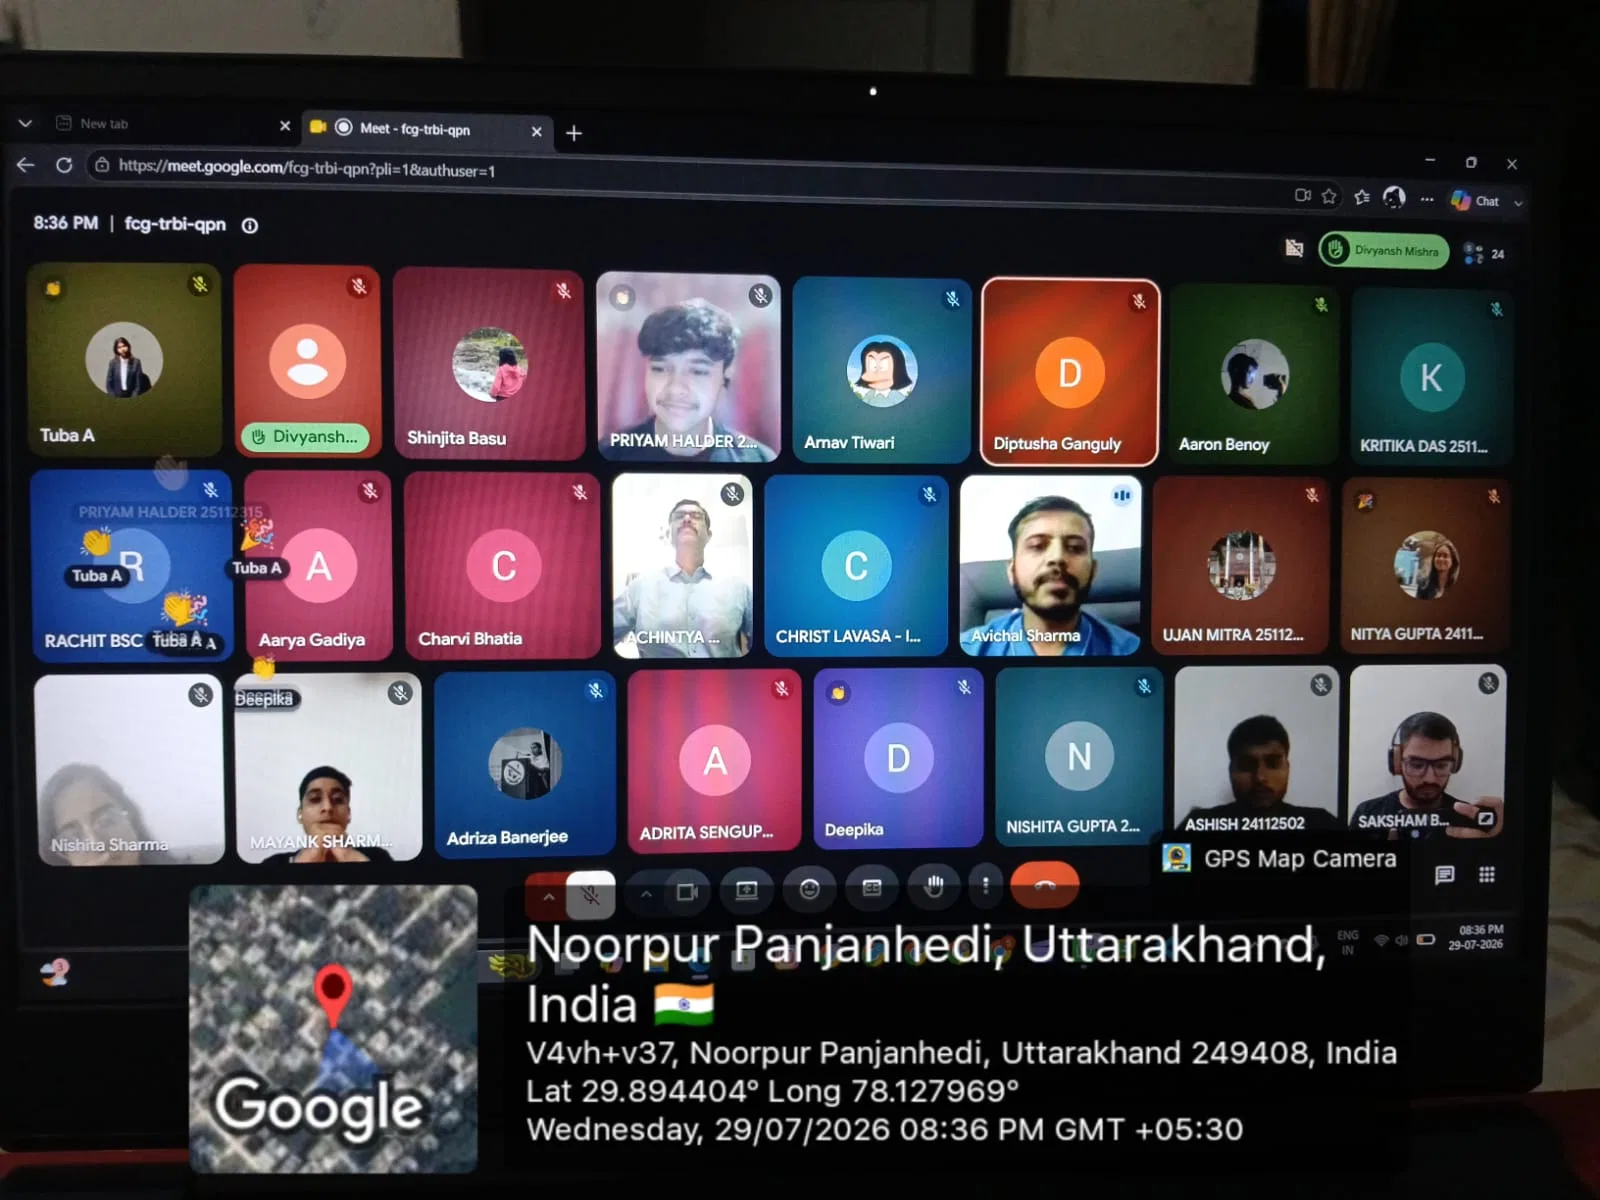 New tab
Meet - fcg-trbi-qpn
https://meet.google.com/fcg-trbi-qpn?pli=1&authuser=1
Chat
8:36 PM | fcg-trbi-qpn
Divyansh Mishra
24
Tuba A
Divyansh...
Shinjita Basu
PRIYAM HALDER 2...
Arnav Tiwari
D
Diptusha Ganguly
Aaron Benoy
K
KRITIKA DAS 2511...
PRIYAM HALDER 25112315
R
Tuba A
Tuba A
RACHIT BSC
Tuba A
A
Aarya Gadiya
C
Charvi Bhatia
ACHINTYA ...
C
CHRIST LAVASA - I...
Avichal Sharma
UJAN MITRA 25112...
NITYA GUPTA 2411...
Nishita Sharma
Deepika
MAYANK SHARM...
Adriza Banerjee
A
ADRITA SENGUP...
D
Deepika
N
NISHITA GUPTA 2...
ASHISH 24112502
SAKSHAM B...
GPS Map Camera
3
ENG
IN
08:36 PM
29-07-2026
Google
Noorpur Panjanhedi, Uttarakhand,
India
V4vh+v37, Noorpur Panjanhedi, Uttarakhand 249408, India
Lat 29.894404° Long 78.127969°
Wednesday, 29/07/2026 08:36 PM GMT +05:30